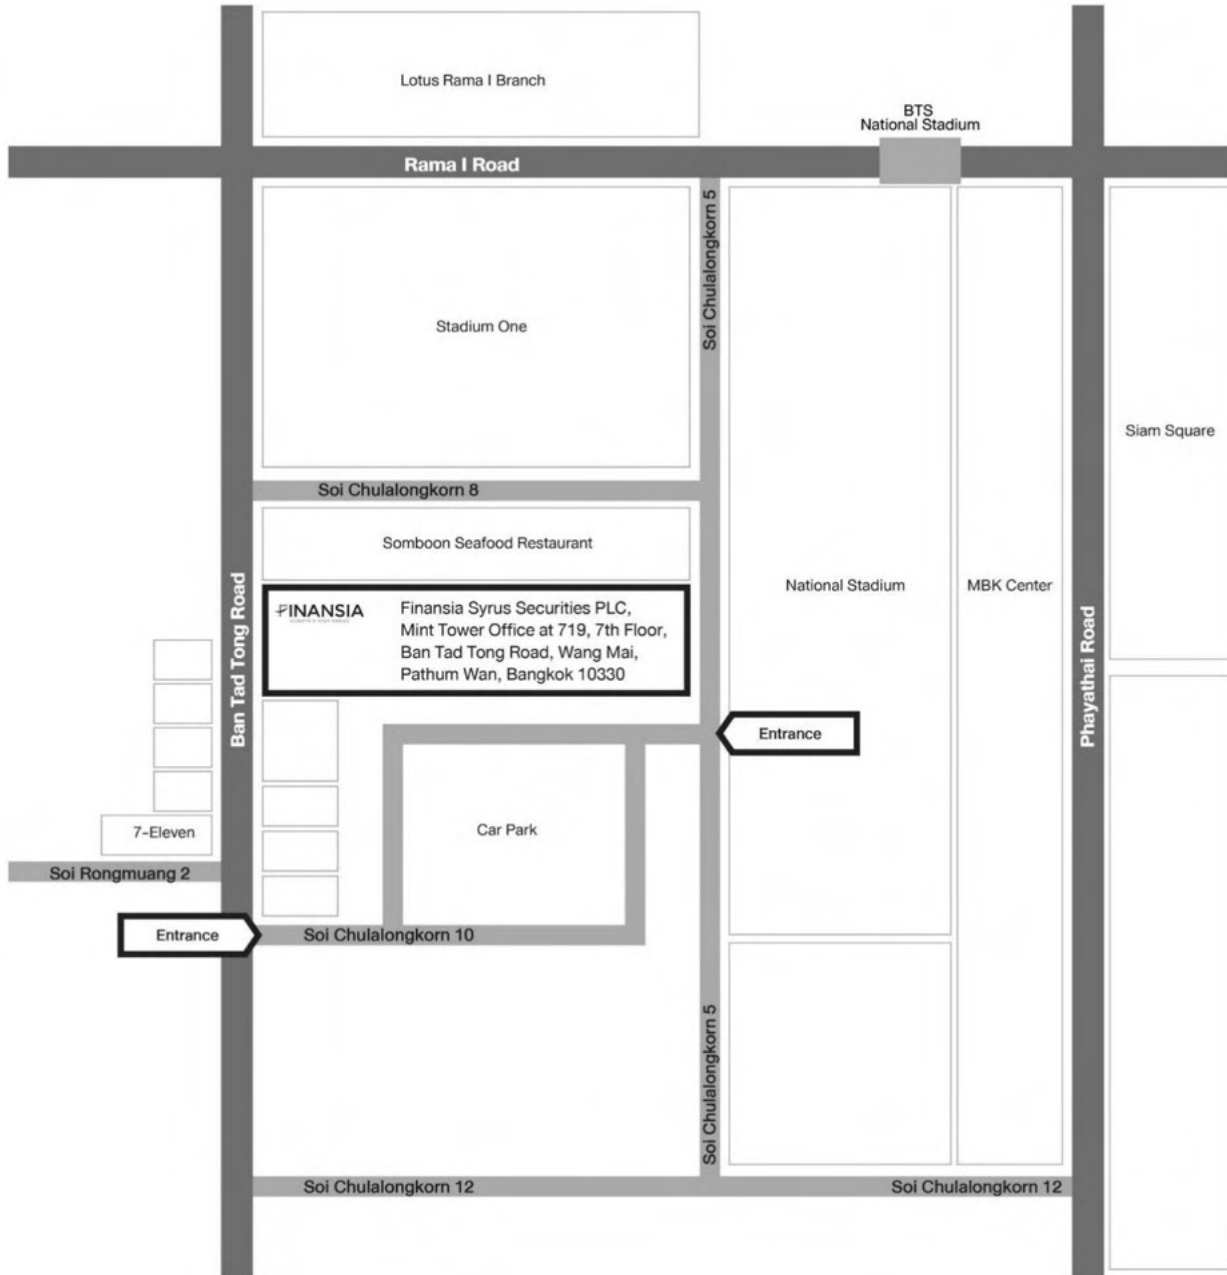 Lotus Rama I Branch
BTS
National Stadium
Rama I Road
Soi Chulalongkorn 5
Stadium One
Siam Square
Soi Chulalongkorn 8
Somboon Seafood Restaurant
National Stadium
MBK Center
Ban Tad Tong Road
FINANSIA
Finansia Syrus Securities PLC,
Mint Tower Office at 719, 7th Floor,
Ban Tad Tong Road, Wang Mai,
Pathum Wan, Bangkok 10330
Phayathai Road
Entrance
7-Eleven
Car Park
Soi Rongmuang 2
Entrance
Soi Chulalongkorn 10
Soi Chulalongkorn 5
Soi Chulalongkorn 12
Soi Chulalongkorn 12